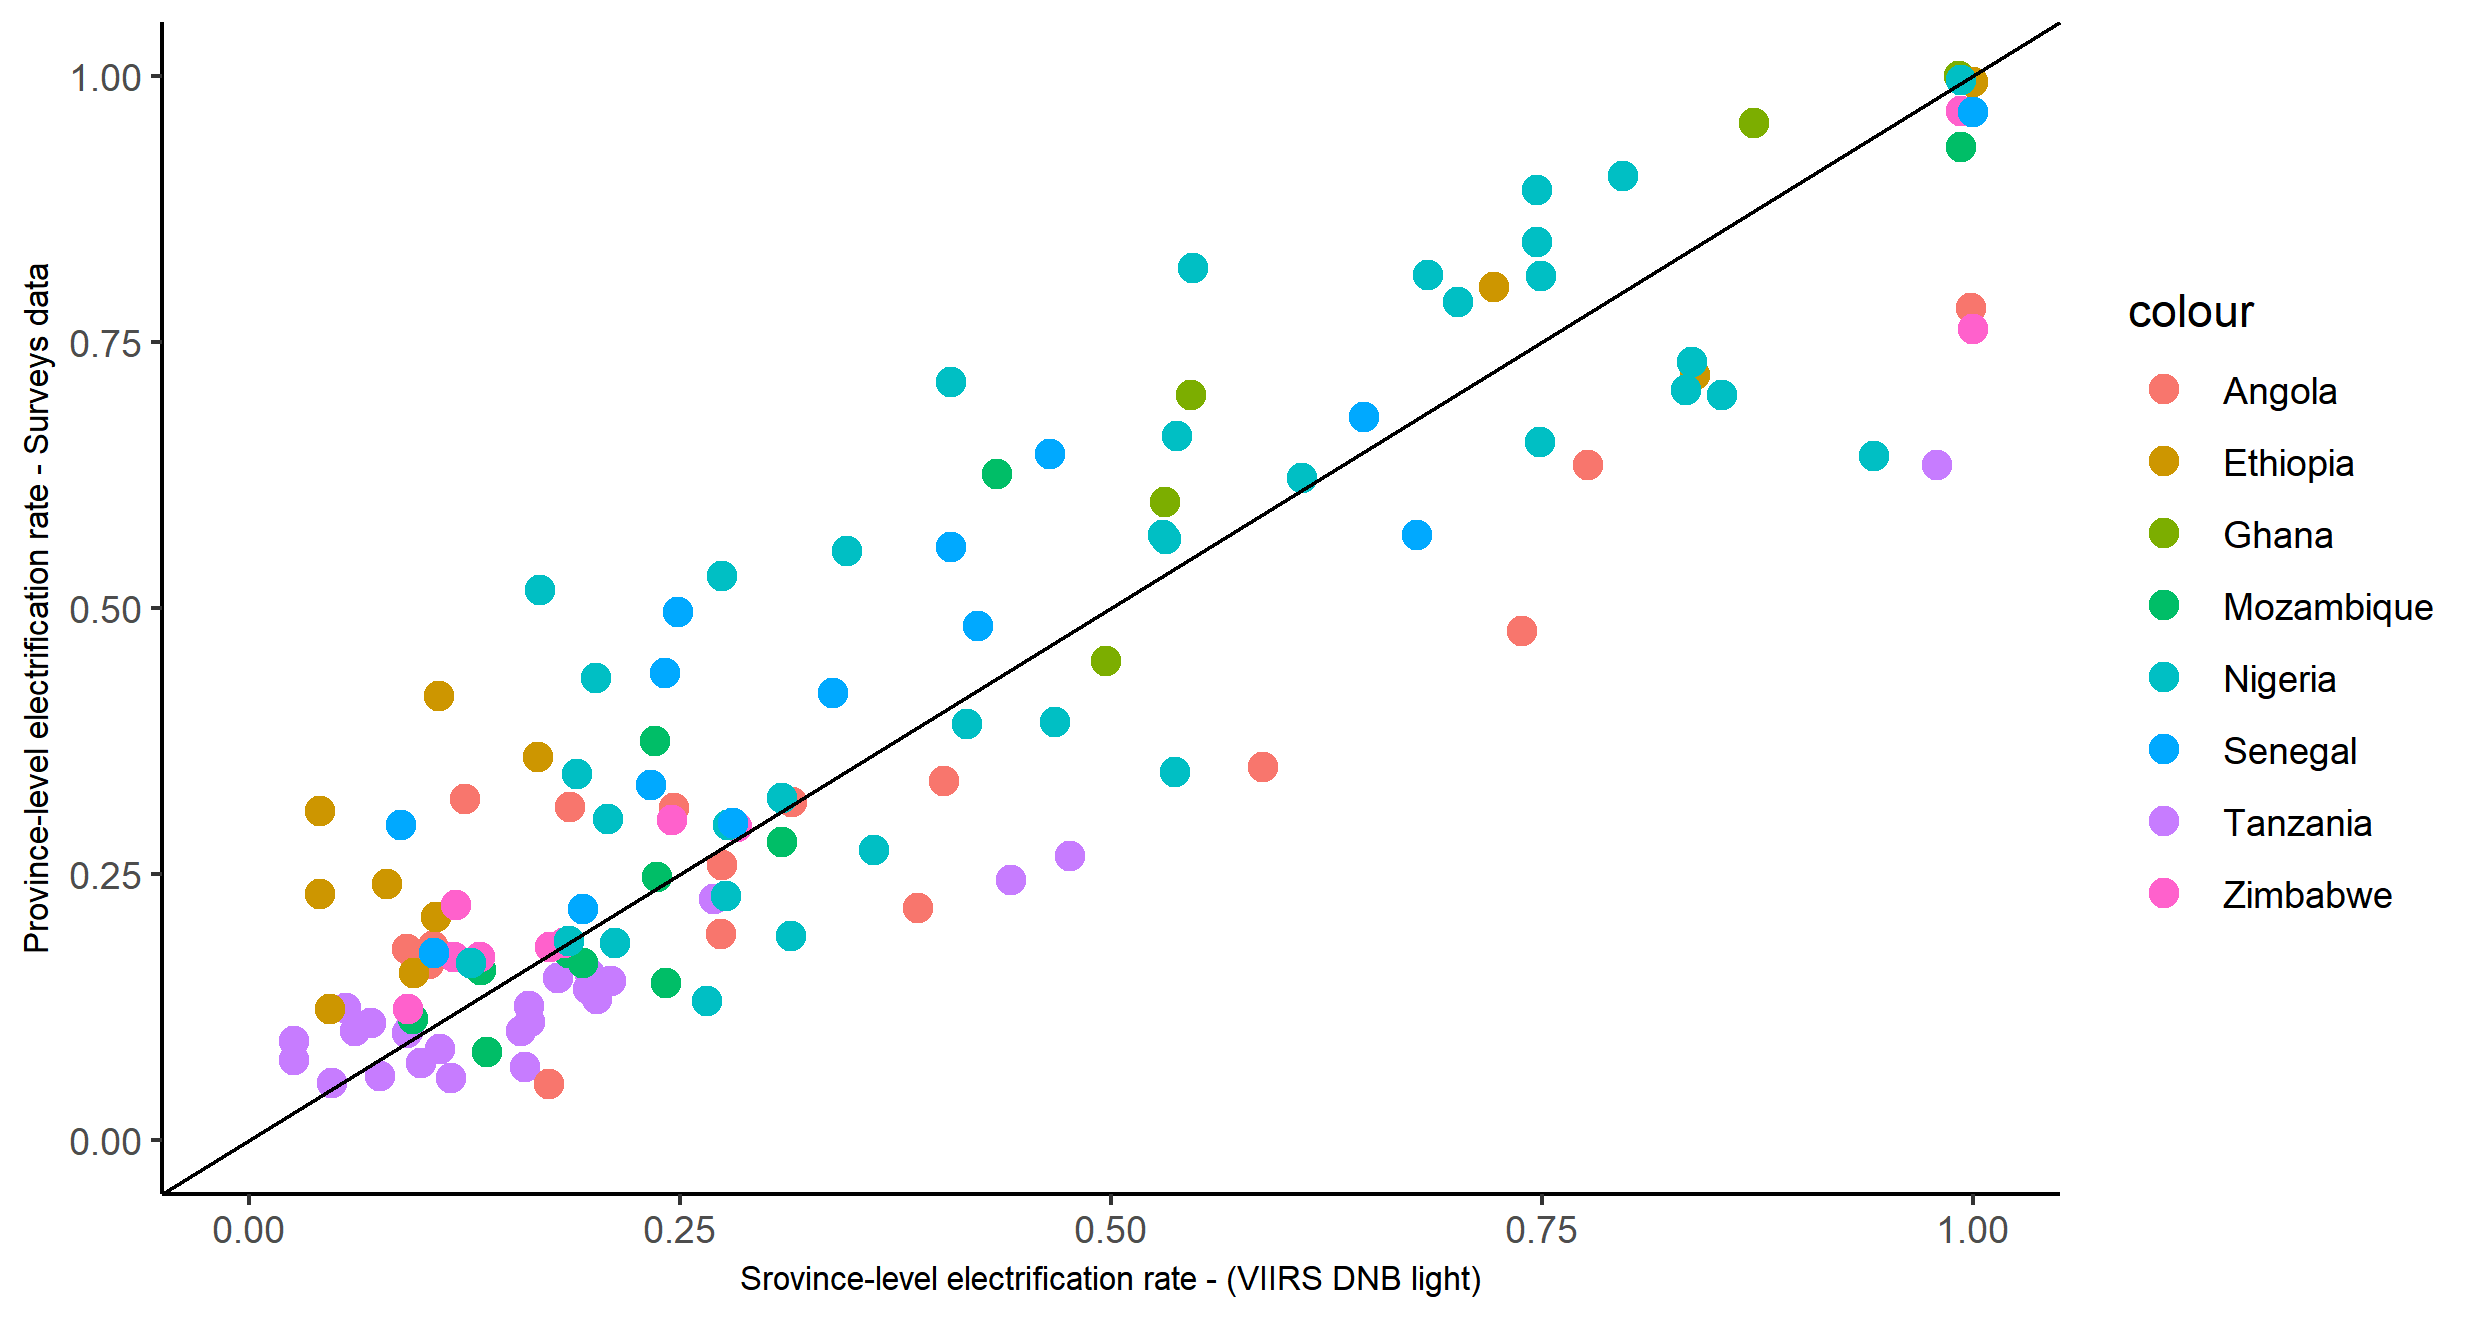 1.00
0.75
0.50
0.25
0.00
Province-level electrification rate - Surveys data
0.00
0.25
0.50
0.75
1.00
Srovince-level electrification rate - (VIIRS DNB light)
colour
Angola
Ethiopia
Ghana
Mozambique
Nigeria
Senegal
Tanzania
Zimbabwe